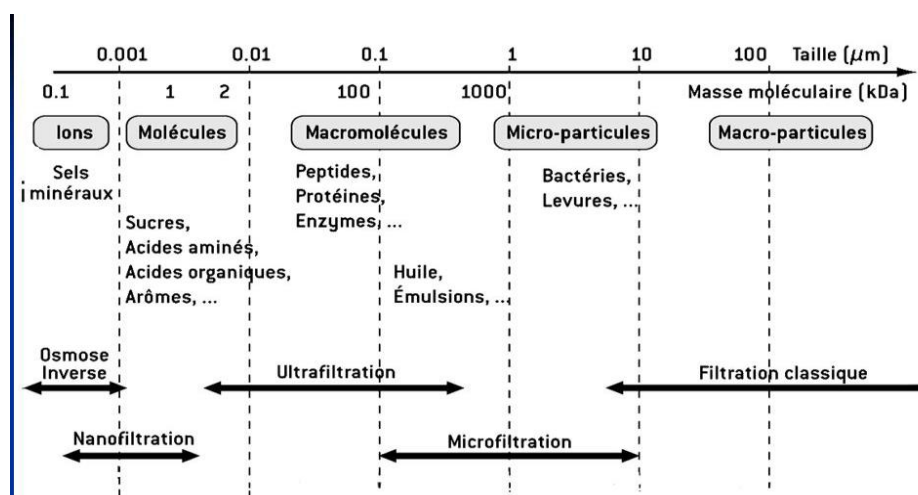 0.001 0.01 0.1 1 10 100 Taille (μm)
0.1 1 2 100 1000 Masse moléculaire (kDa)
Ions Molécules Macromolécules Micro-particules Macro-particules
Sels
minéraux
Sucres,
Acides aminés,
Acides organiques,
Arômes, ...
Peptides,
Protéines,
Enzymes, ...
Huile,
Émulsions, ...
Bactéries,
Levures, ...
Osmose
Inverse
Ultrafiltration
Filtration classique
Nanofiltration
Microfiltration